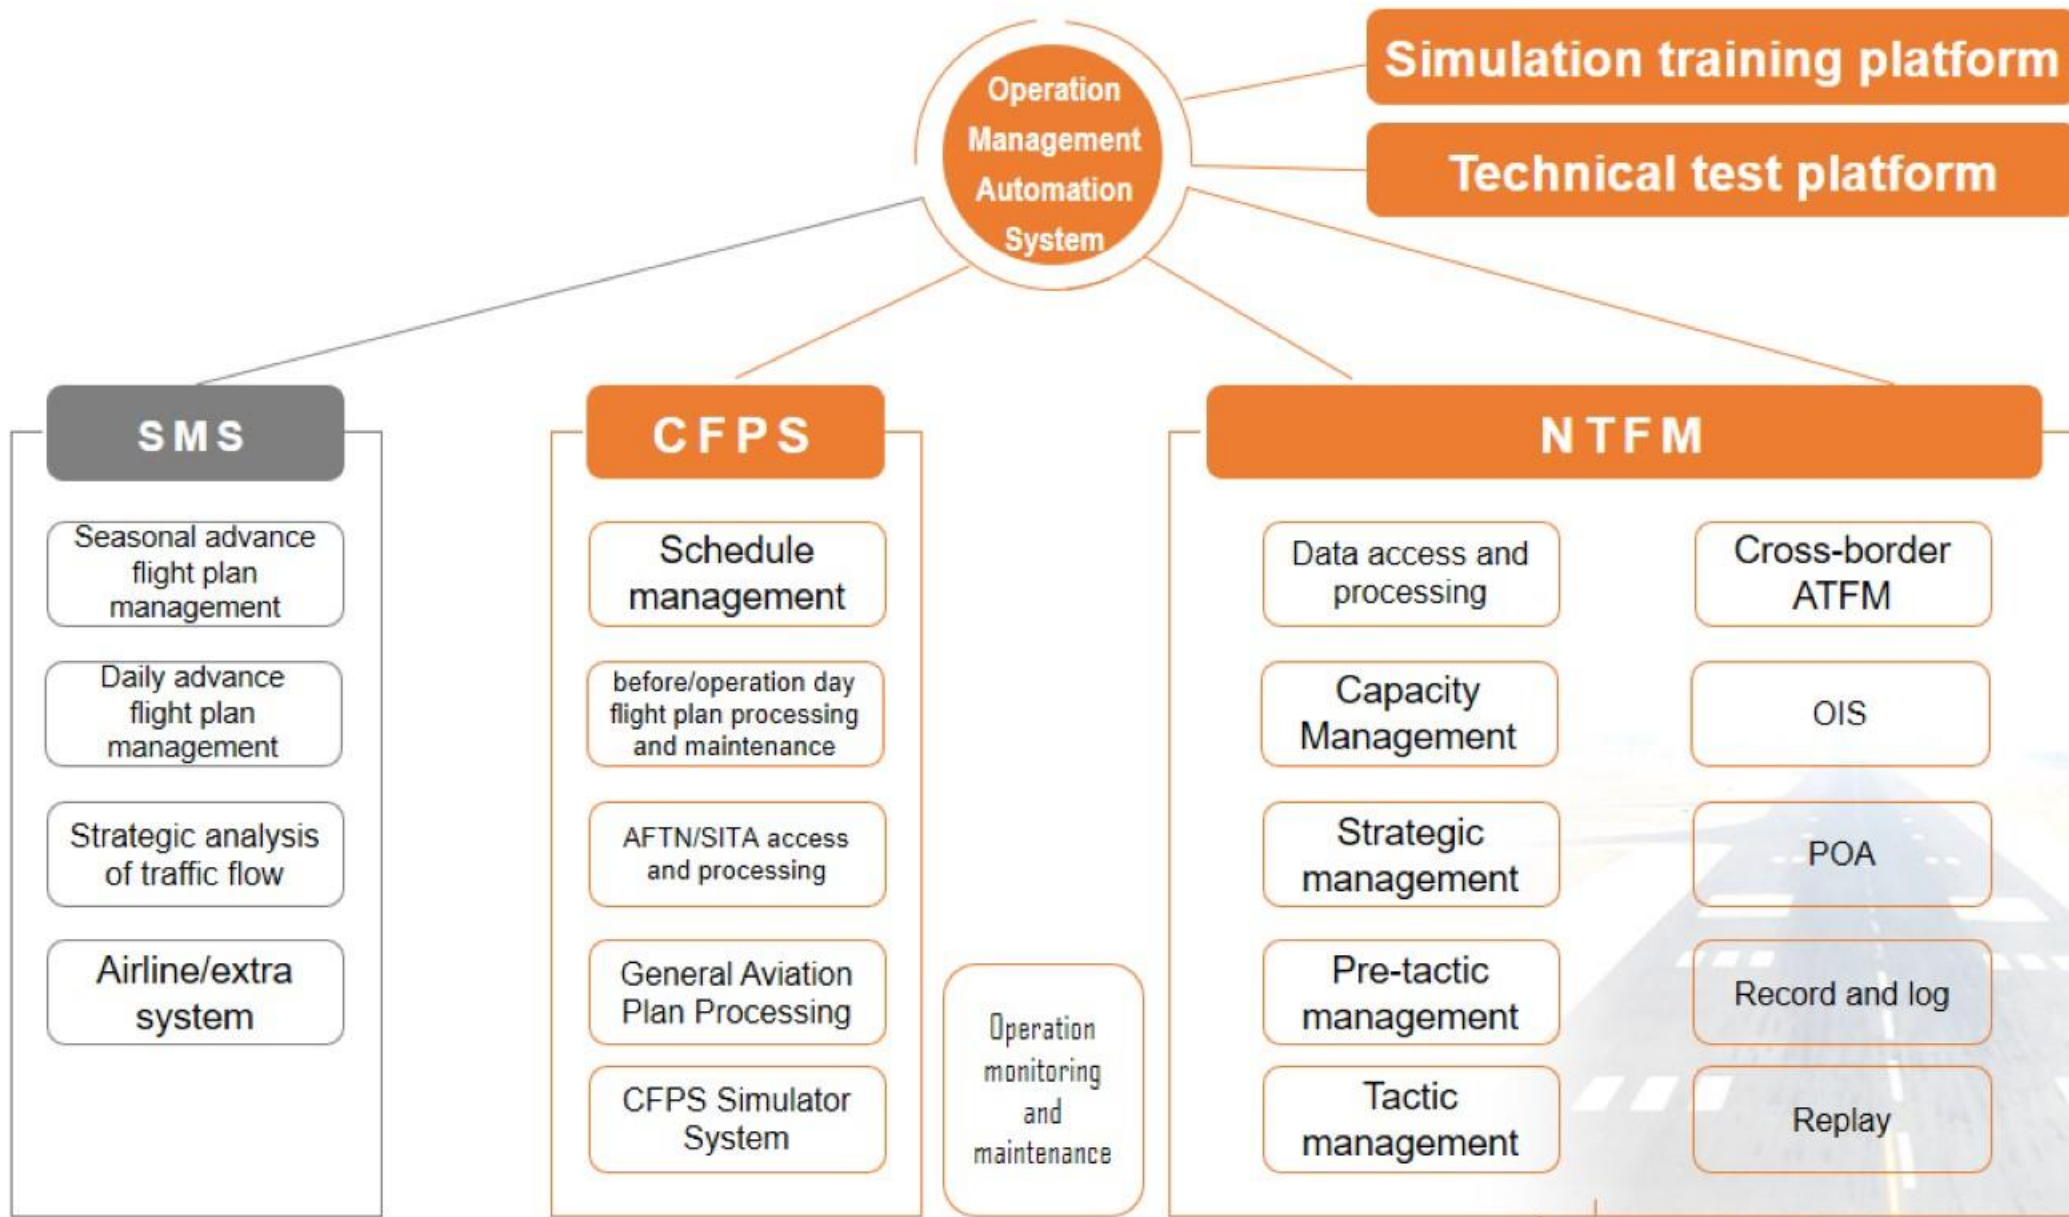 Operation
Management
Automation
System
Simulation training platform
Technical test platform
SMS
Seasonal advance
flight plan
management
Daily advance
flight plan
management
Strategic analysis
of traffic flow
Airline/extra
system
CFPS
Schedule
management
before/operation day
flight plan processing
and maintenance
AFTN/SITA access
and processing
General Aviation
Plan Processing
CFPS Simulator
System
Operation
monitoring
and
maintenance
NTFM
Data access and
processing
Capacity
Management
Strategic
management
Pre-tactic
management
Tactic
management
Cross-border
ATFM
OIS
POA
Record and log
Replay